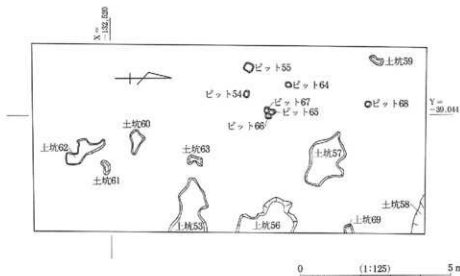 X=
-132,520
ピット55
土坑59
ピット64
ピット54
ピット67
ピット65
ピット68
Y=
-39,044
ピット66
土坑60
土坑62
土坑63
土坑61
土坑57
土坑58
土坑53
土坑56
土坑69
0
(1:125)
5m